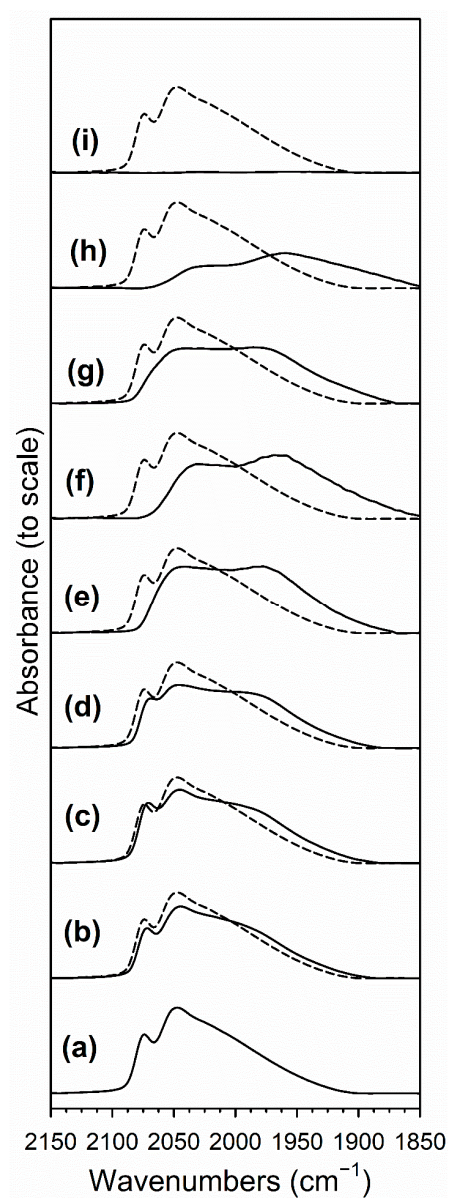 (i)
(h)
(g)
(f)
(e)
(d)
(c)
(b)
(a)
Absorbance (to scale)
2150 2100 2050 2000 1950 1900 1850
Wavenumbers (cm⁻¹)